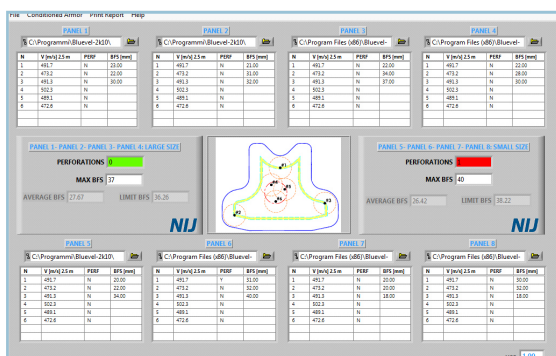 File Conditioned Armor Print Report Help
PANEL 1 PANEL 2 PANEL 3 PANEL 4
C:\Programmi\Bluevel-2k10\ C:\Programmi\Bluevel-2k10\ C:\Program Files (x86)\Bluevel- C:\Program Files (x86)\Bluevel-
N V [m/s] 2.5 m PERF BFS [mm] N V [m/s] 2.5 m PERF BFS [mm] N V [m/s] 2.5 m PERF BFS [mm] N V [m/s] 2.5 m PERF BFS [mm]
1 491.7 N 23.00 1 491.7 N 21.00 1 491.7 N 22.00 1 491.7 N 22.00
2 473.2 N 22.00 2 473.2 N 31.00 2 473.2 N 34.00 2 473.2 N 28.00
3 491.3 N 30.00 3 491.3 N 32.00 3 491.3 N 37.00 3 491.3 N 30.00
4 502.3 N 4 502.3 N 4 502.3 N 4 502.3 N
5 489.1 N 5 489.1 N 5 489.1 N 5 489.1 N
6 472.6 N 6 472.6 N 6 472.6 N 6 472.6 N
PANEL 1- PANEL 2- PANEL 3- PANEL 4: LARGE SIZE PANEL 5- PANEL 6- PANEL 7- PANEL 8: SMALL SIZE
PERFORATIONS 0 PERFORATIONS
MAX BFS 37 MAX BFS 40
AVERAGE BFS 27.67 LIMIT BFS 36.26 AVERAGE BFS 26.42 LIMIT BFS 38.22
NIJ NIJ
PANEL 5 PANEL 6 PANEL 7 PANEL 8
C:\Programmi\Bluevel-2k10\ C:\Program Files (x86)\Bluevel- C:\Program Files (x86)\Bluevel- C:\Program Files (x86)\Bluevel-
N V [m/s] 2.5 m PERF BFS [mm] N V [m/s] 2.5 m PERF BFS [mm] N V [m/s] 2.5 m PERF BFS [mm] N V [m/s] 2.5 m PERF BFS [mm]
1 491.7 N 20.00 1 491.7 Y 31.00 1 491.7 N 20.00 1 491.7 N 30.00
2 473.2 N 22.00 2 473.2 N 32.00 2 473.2 N 20.00 2 473.2 N 32.00
3 491.3 N 34.00 3 491.3 N 40.00 3 491.3 N 18.00 3 491.3 N 18.00
4 502.3 N 4 502.3 N 4 502.3 N 4 502.3 N
5 489.1 N 5 489.1 N 5 489.1 N 5 489.1 N
6 472.6 N 6 472.6 N 6 472.6 N 6 472.6 N
1.00